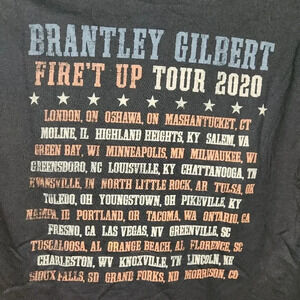 BRANTLEY GILBERT
FIRE'T UP TOUR 2020
LONDON, ON OSHAWA, ON MASHANTUCKET, CT
MOLINE, IL HIGHLAND HEIGHTS, KY SALEM, VA
GREEN BAY, WI MINNEAPOLIS, MN MILWAUKEE, WI
GREENSBORO, NC LOUISVILLE, KY CHATTANOOGA, TN
EVANSVILLE, IN NORTH LITTLE ROCK, AR TULSA, OK
TOLEDO, OH YOUNGSTOWN, OH PIKEVILLE, KY
NAMPA, ID PORTLAND, OR TACOMA, WA ONTARIO, CA
FRESNO, CA LAS VEGAS, NV GREENVILLE, SC
TUSCALOOSA, AL ORANGE BEACH, AL FLORENCE, SC
CHARLESTON, WV KNOXVILLE, TN LINCOLN, NE
SIOUX FALLS, SD GRAND FORKS, ND MORRISON, CO